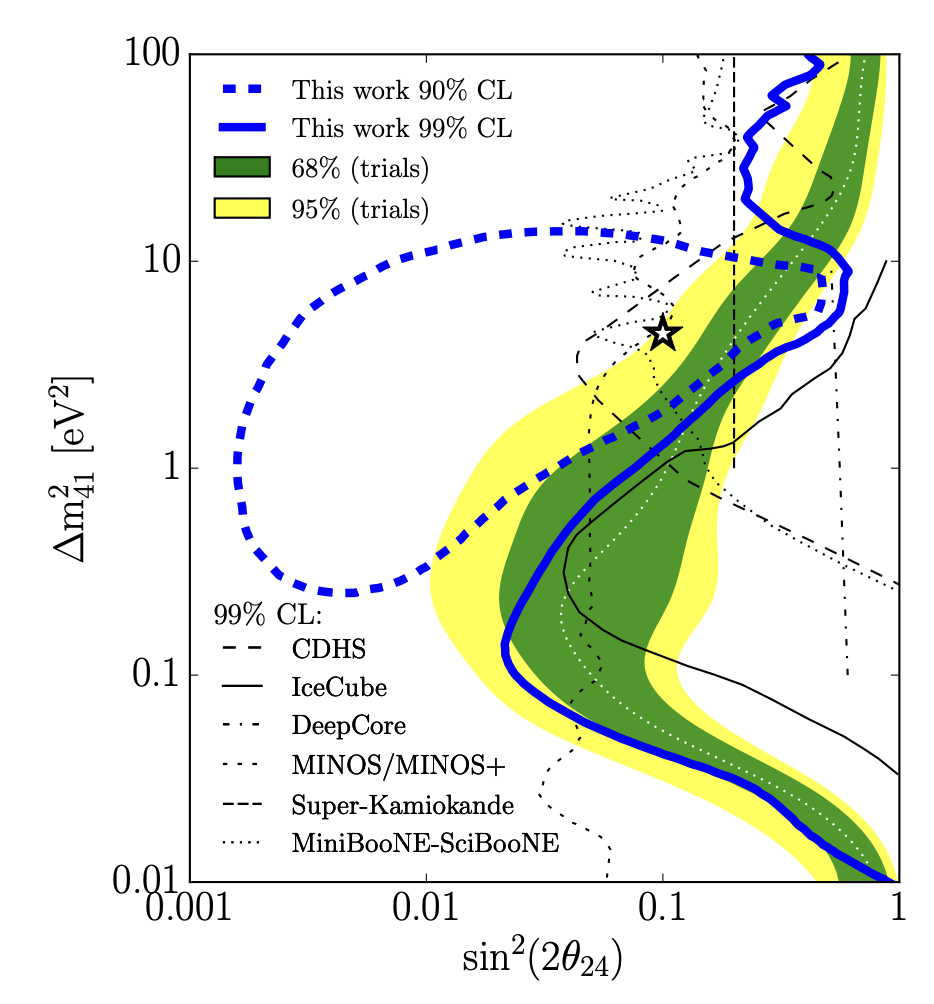 100
10
1
0.1
0.01
Δm²₄₁ [eV²]
This work 90% CL
This work 99% CL
68% (trials)
95% (trials)
99% CL:
CDHS
IceCube
DeepCore
MINOS/MINOS+
Super-Kamiokande
MiniBooNE-SciBooNE
0.001 0.01 0.1 1
sin²(2θ₂₄)